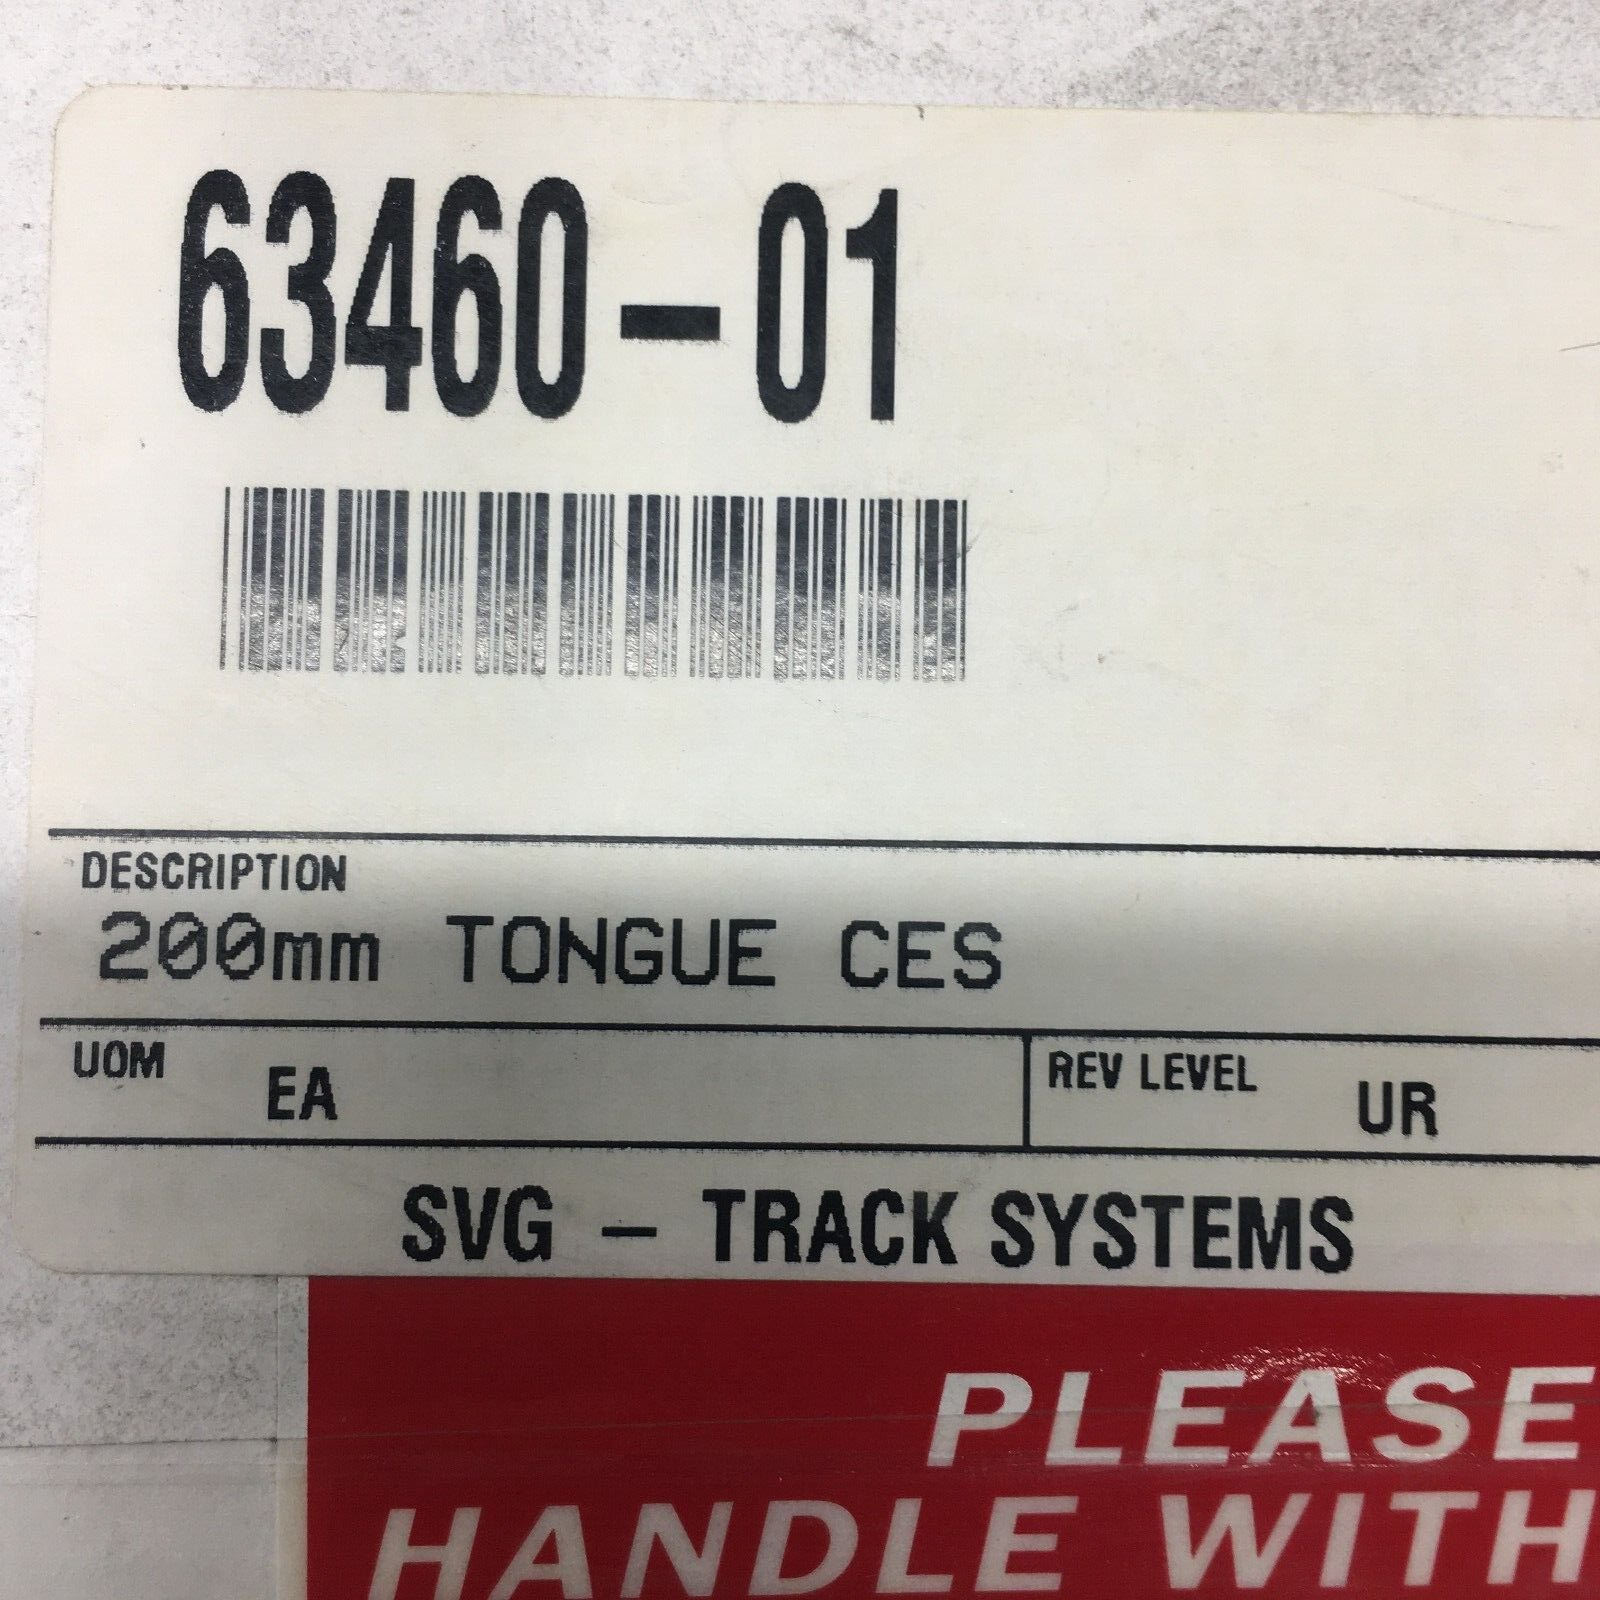 63460-01
DESCRIPTION
200mm TONGUE CES
UOM EA REV LEVEL UR
SVG - TRACK SYSTEMS
PLEASE
HANDLE WITH